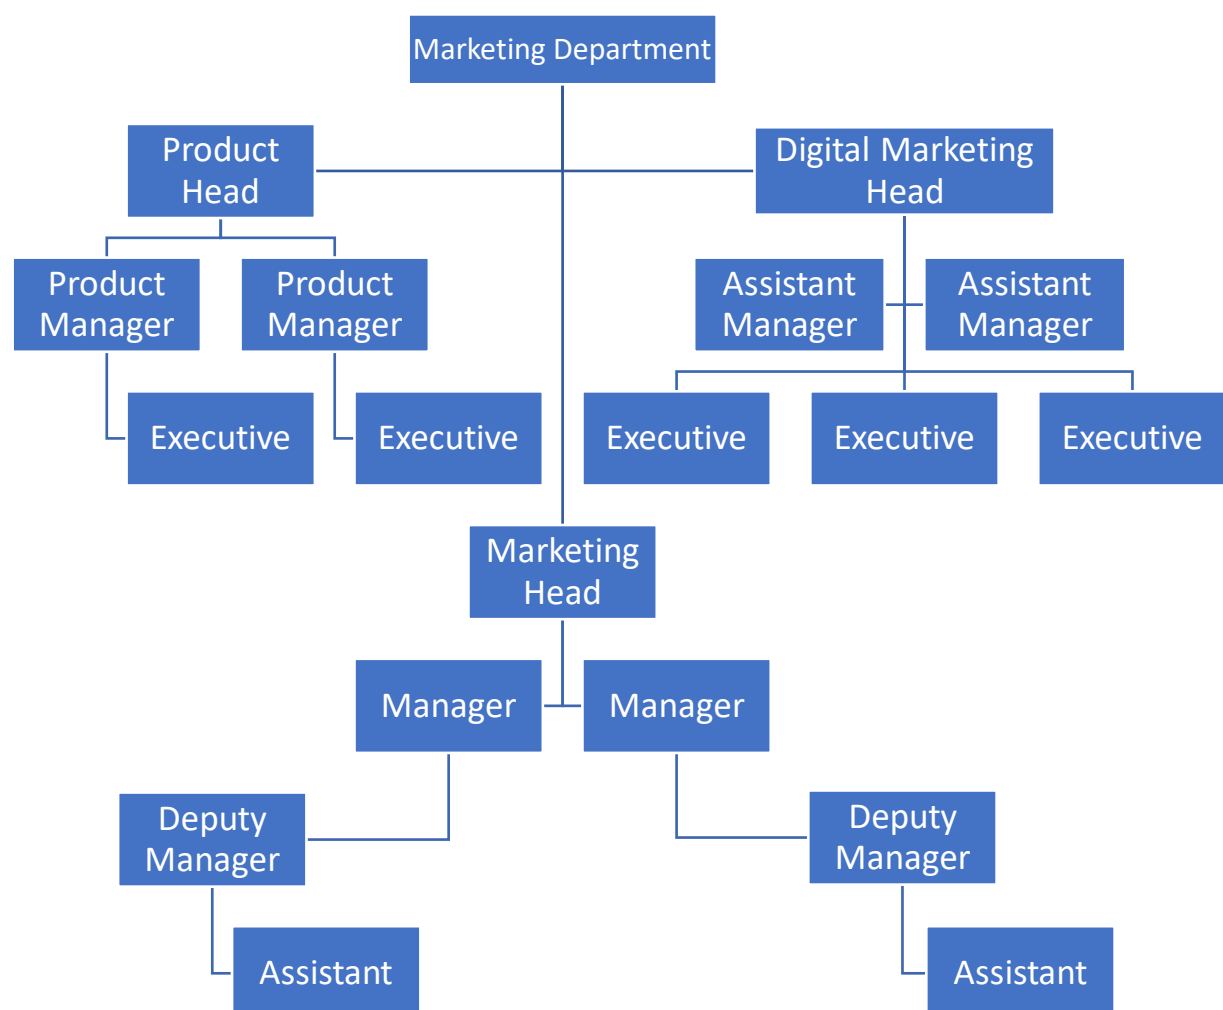 Marketing Department
Product
Head
Digital Marketing
Head
Product
Manager
Product
Manager
Assistant
Manager
Assistant
Manager
Executive
Executive
Executive
Executive
Executive
Marketing
Head
Manager
Manager
Deputy
Manager
Deputy
Manager
Assistant
Assistant